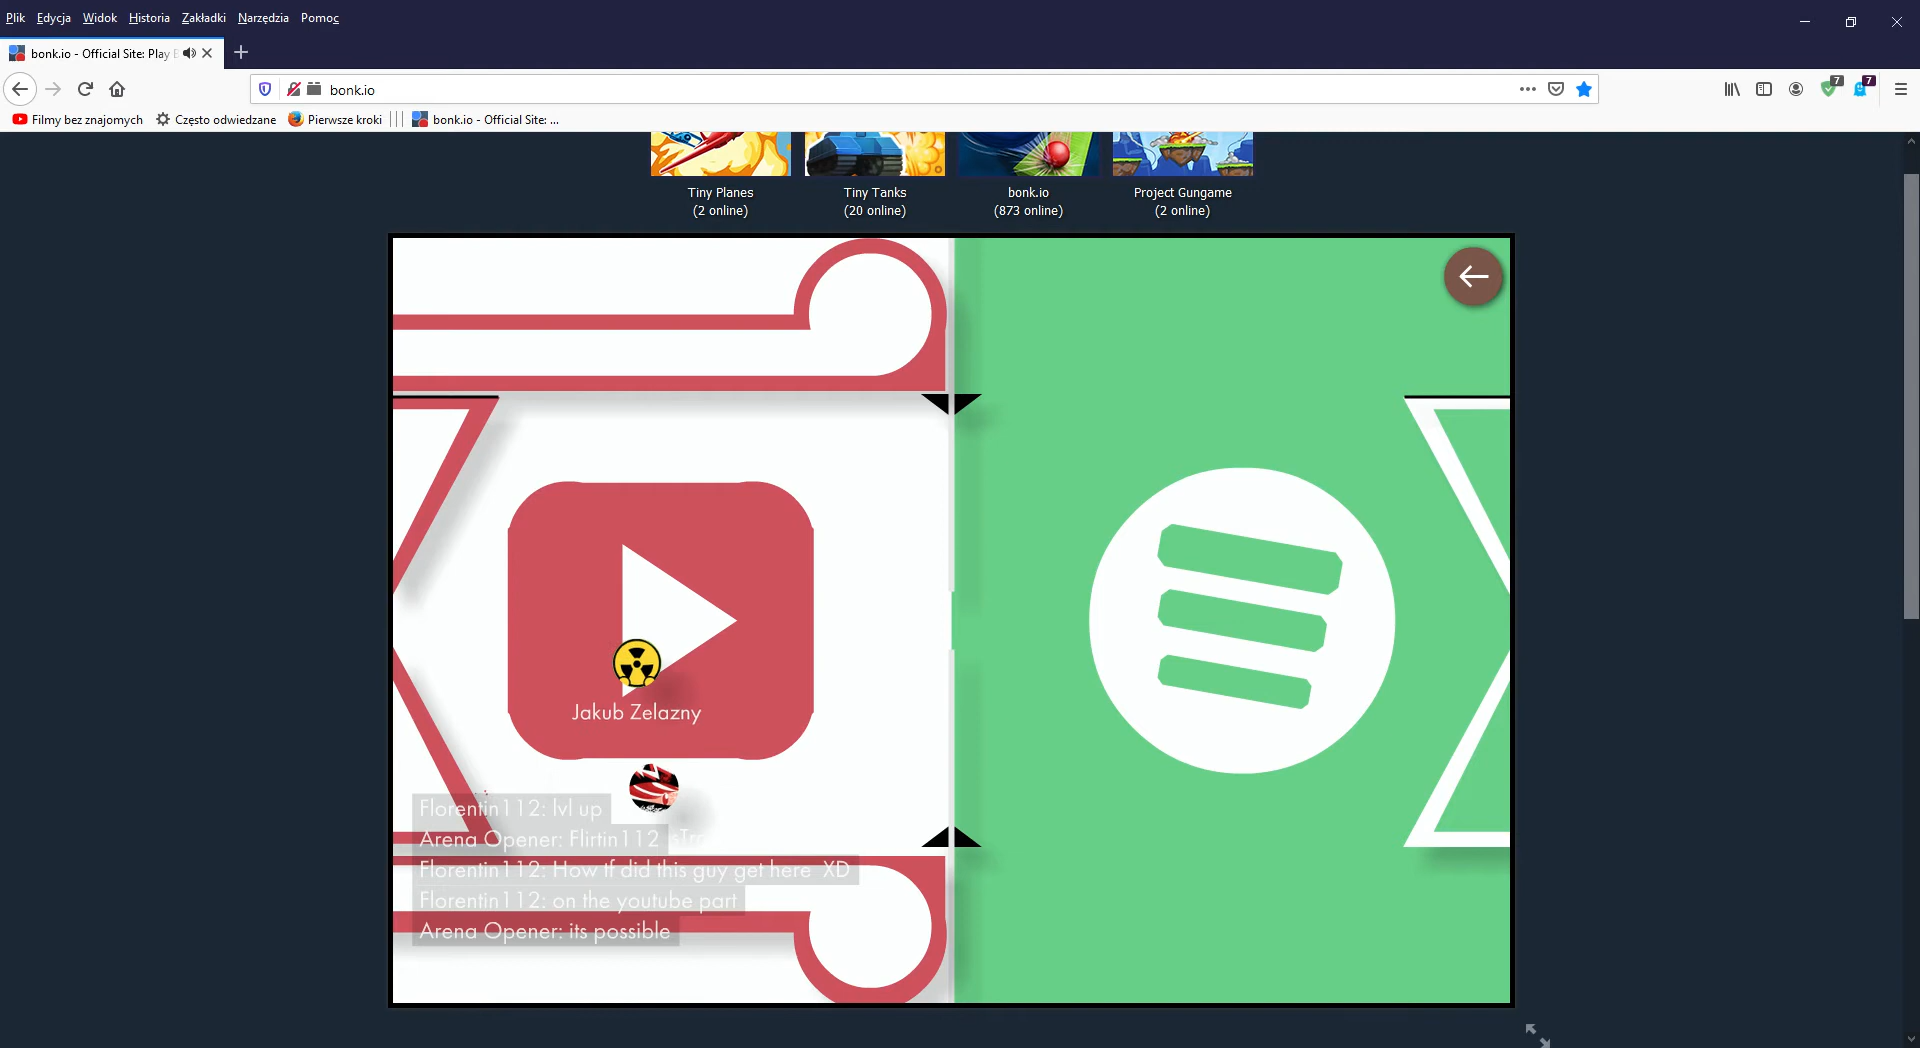 Plik Edycja Widok Historia Zakładki Narzędzia Pomoc
bonk.io - Official Site: Play
bonk.io
7 7
Filmy bez znajomych Często odwiedzane Pierwsze kroki bonk.io - Official Site: ...
Tiny Planes Tiny Tanks bonk.io Project Gungame
(2 online) (20 online) (873 online) (2 online)
Jakub Zelazny
Florentin112: lvl up
Arena Opener: Flirtin112
Florentin112: How tf did this guy get here XD
Florentin112: on the youtube part
Arena Opener: its possible